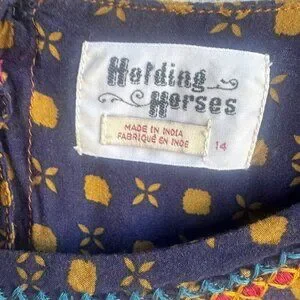 Holding
Horses
MADE IN INDIA
FABRIQUÉ EN INDE
14